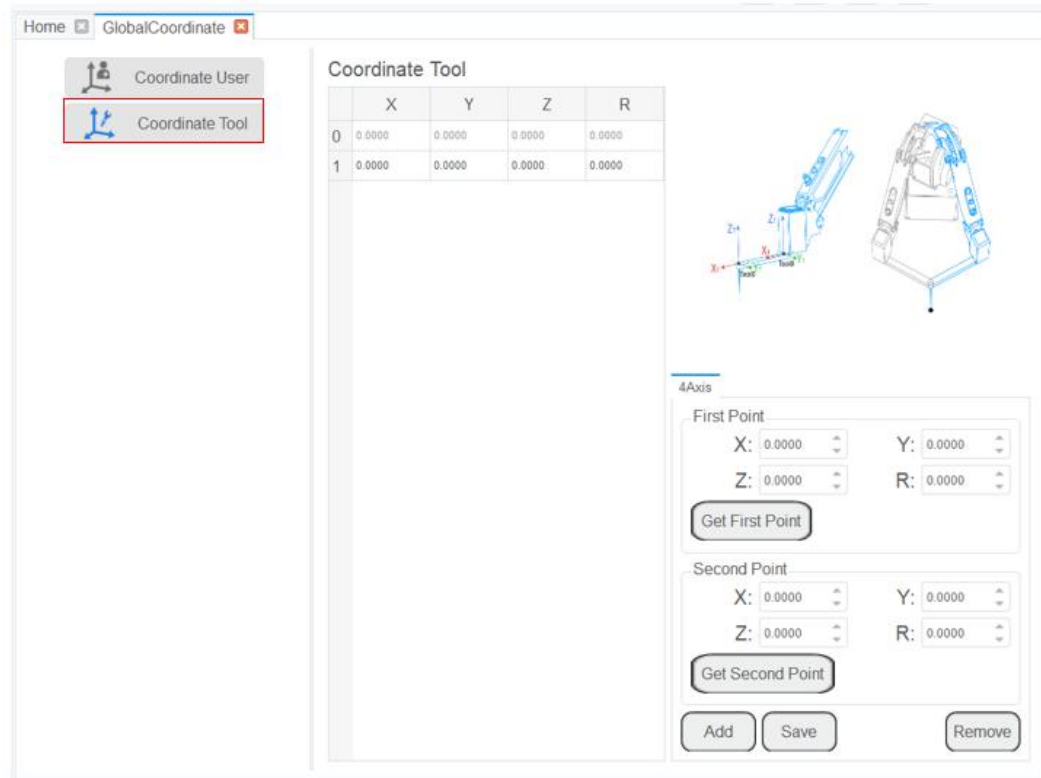 Home GlobalCoordinate
Coordinate User
Coordinate Tool
Coordinate Tool
X Y Z R
0 0.0000 0.0000 0.0000 0.0000
1 0.0000 0.0000 0.0000 0.0000
4Axis
First Point
X: 0.0000 Y: 0.0000
Z: 0.0000 R: 0.0000
Get First Point
Second Point
X: 0.0000 Y: 0.0000
Z: 0.0000 R: 0.0000
Get Second Point
Add Save Remove